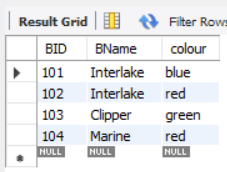 Result Grid Filter Rows
BID BName colour
101 Interlake blue
102 Interlake red
103 Clipper green
104 Marine red
NULL NULL NULL